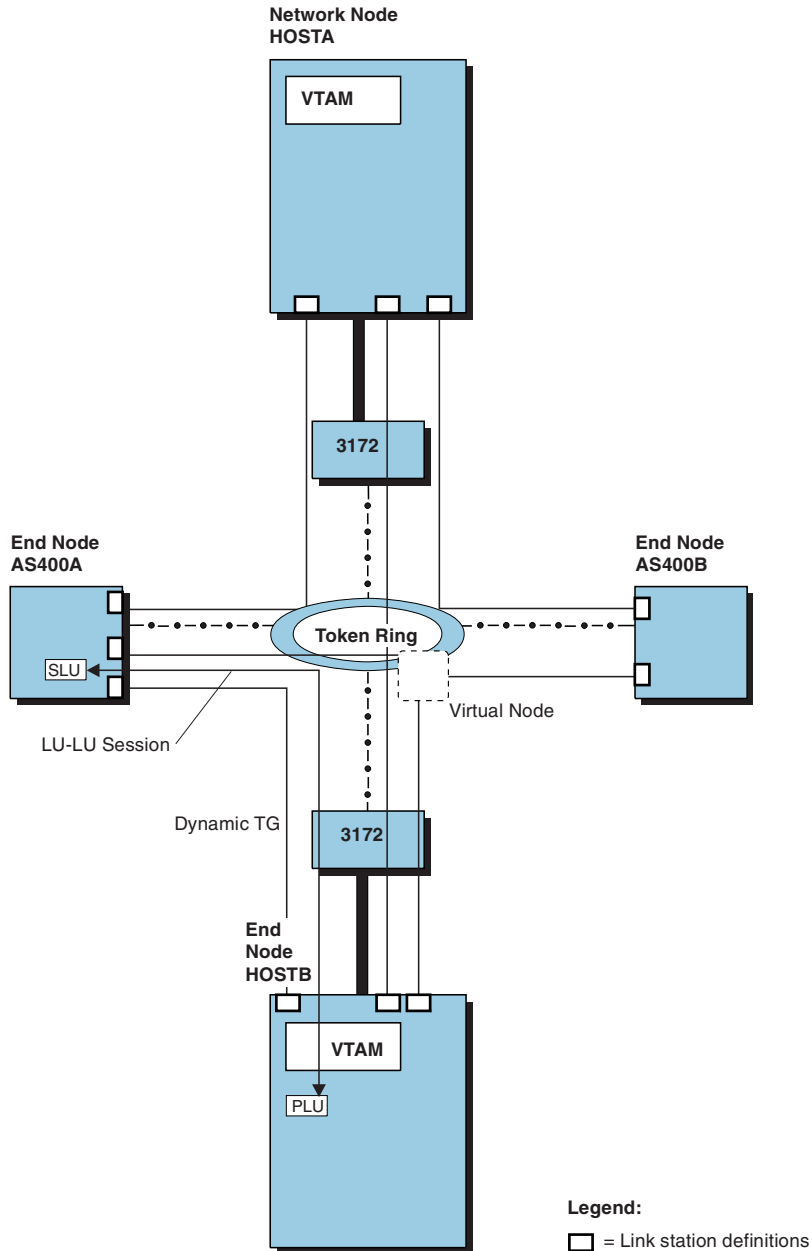 Network Node
HOSTA
VTAM
3172
End Node
AS400A
End Node
AS400B
Token Ring
SLU
Virtual Node
LU-LU Session
Dynamic TG
3172
End
Node
HOSTB
VTAM
PLU
Legend:
= Link station definitions